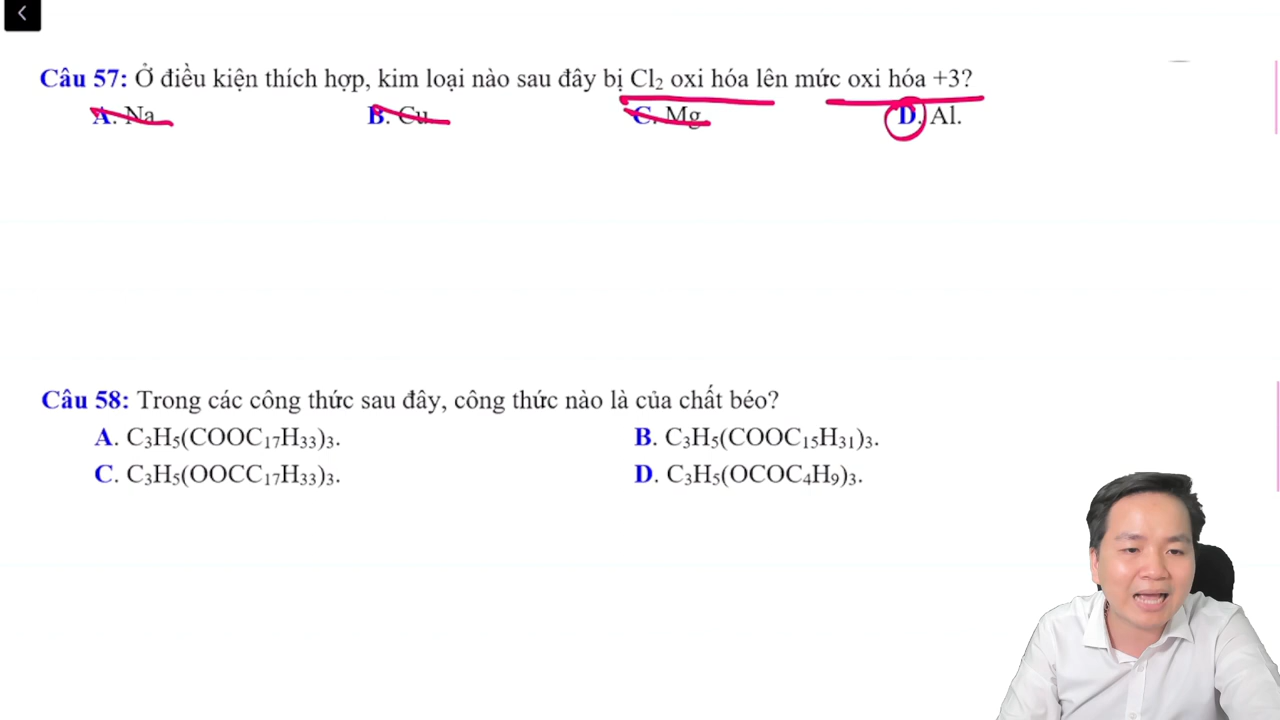 Câu 57: Ở điều kiện thích hợp, kim loại nào sau đây bị Cl₂ oxi hóa lên mức oxi hóa +3?
A. Na B. Cu C. Mg. D. Al.
Câu 58: Trong các công thức sau đây, công thức nào là của chất béo?
A. C₃H₅(COOC₁₇H₃₃)₃. B. C₃H₅(COOC₁₅H₃₁)₃.
C. C₃H₅(OOCC₁₇H₃₃)₃. D. C₃H₅(OCOC₄H₉)₃.